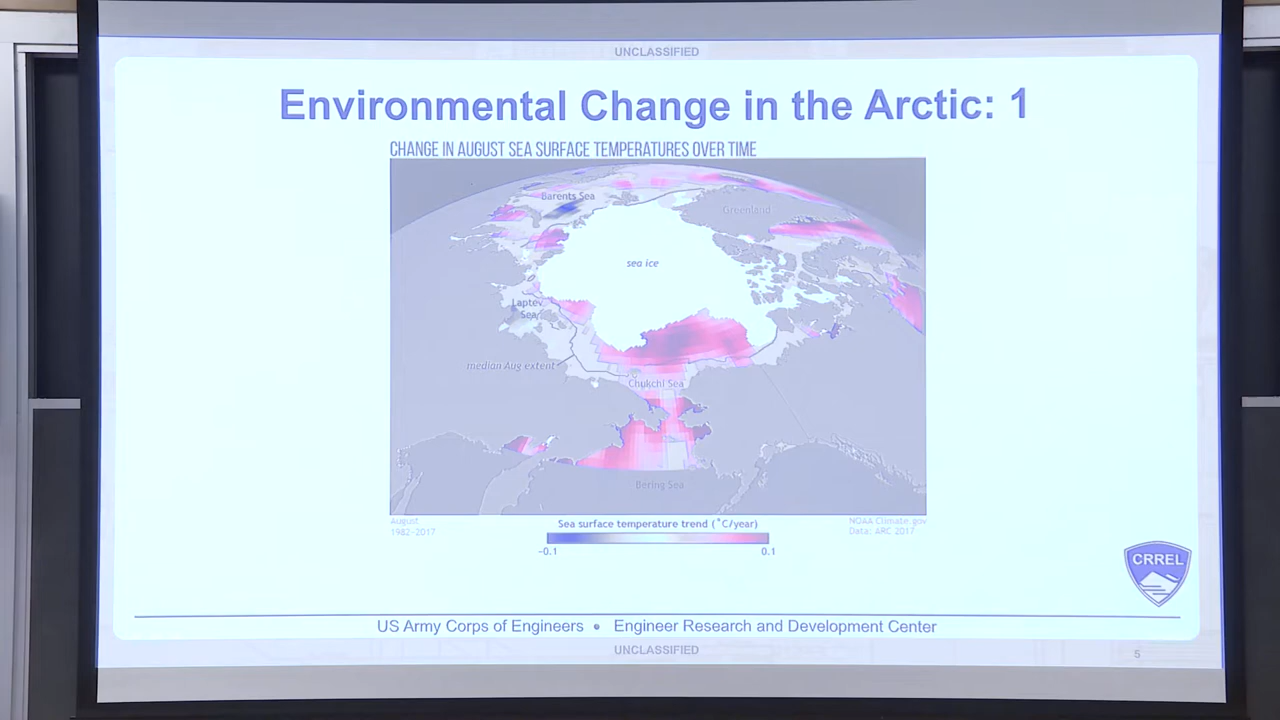 UNCLASSIFIED
Environmental Change in the Arctic: 1
CHANGE IN AUGUST SEA SURFACE TEMPERATURES OVER TIME
Barents Sea
Greenland
sea ice
Laptev
Sea
median Aug extent
Chukchi Sea
Bering Sea
August
1982-2017
Sea surface temperature trend (°C/year)
-0.1
0.1
NOAA Climate.gov
Data: ARC 2017
CRREL
US Army Corps of Engineers • Engineer Research and Development Center
UNCLASSIFIED
5